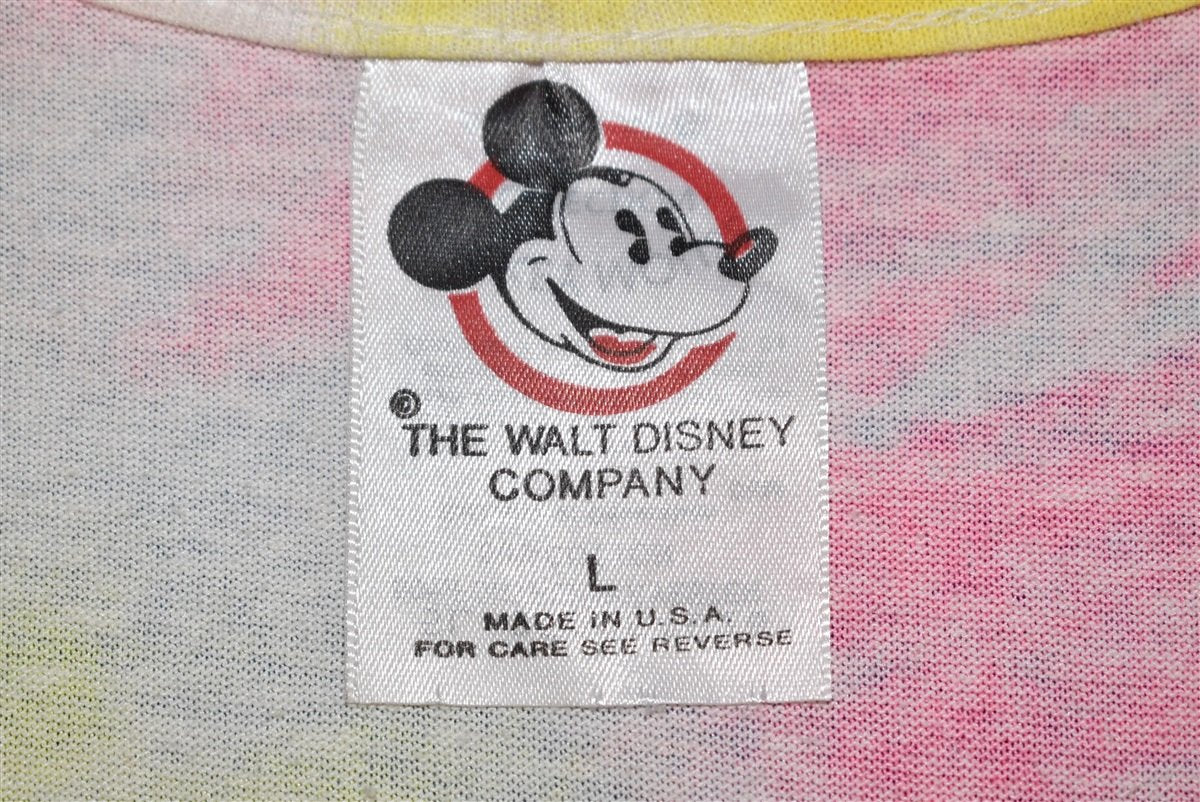 ©
THE WALT DISNEY
COMPANY
L
MADE iN U.S.A.
FOR CARE SEE REVERSE